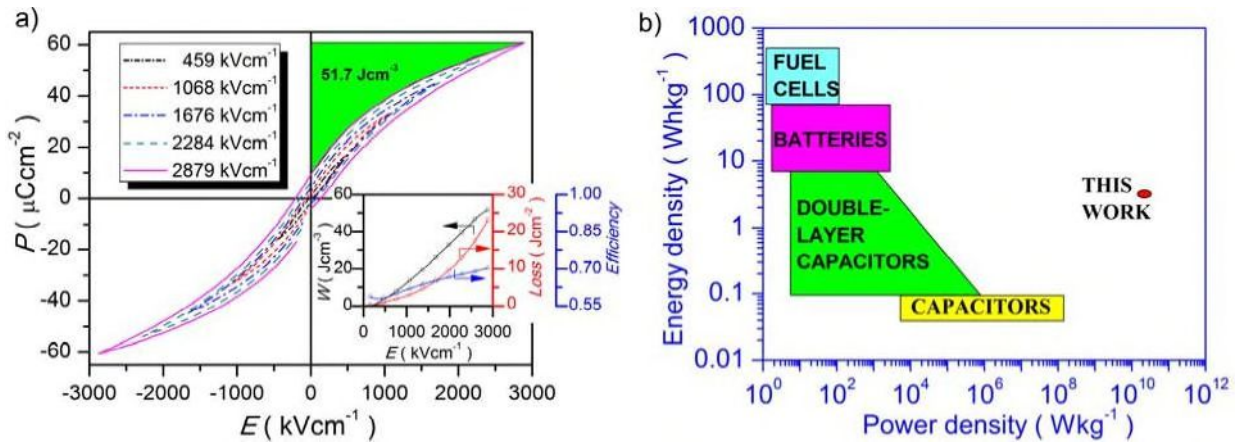 a)
P ( μCcm⁻² )
60
40
20
0
-20
-40
-60
459 kVcm⁻¹
1068 kVcm⁻¹
1676 kVcm⁻¹
2284 kVcm⁻¹
2879 kVcm⁻¹
51.7 Jcm⁻³
W ( Jcm⁻³ )
60
40
20
0
0 1000 2000 3000
E ( kVcm⁻¹ )
30
20
10
0
Loss ( Jcm⁻² )
1.00
0.85
0.70
0.55
Efficiency
-3000 -2000 -1000 0 1000 2000 3000
E ( kVcm⁻¹ )
b)
Energy density ( Whkg⁻¹ )
1000
100
10
1
0.1
0.01
FUEL
CELLS
BATTERIES
DOUBLE-
LAYER
CAPACITORS
CAPACITORS
THIS
WORK
10⁰ 10² 10⁴ 10⁶ 10⁸ 10¹⁰ 10¹²
Power density ( Wkg⁻¹ )